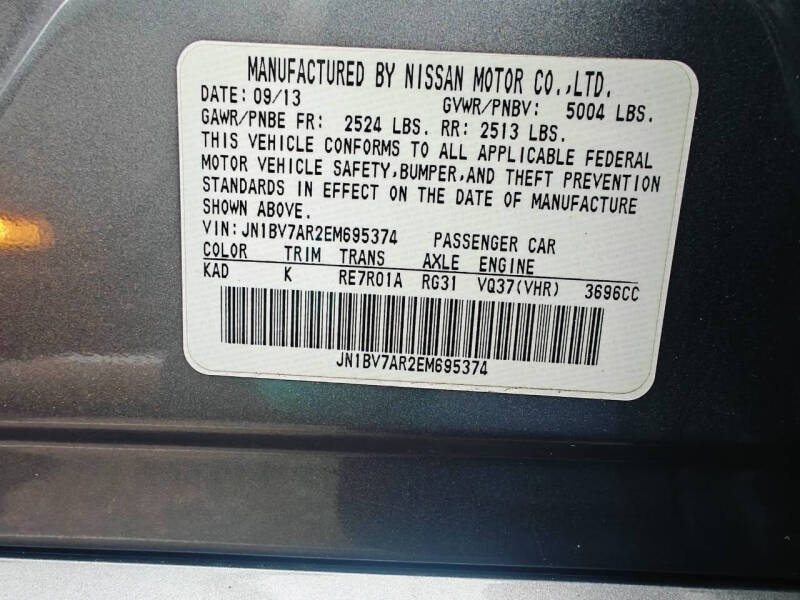 MANUFACTURED BY NISSAN MOTOR CO.,LTD.
DATE: 09/13 GVWR/PNBV: 5004 LBS.
GAWR/PNBE FR: 2524 LBS. RR: 2513 LBS.
THIS VEHICLE CONFORMS TO ALL APPLICABLE FEDERAL
MOTOR VEHICLE SAFETY,BUMPER,AND THEFT PREVENTION
STANDARDS IN EFFECT ON THE DATE OF MANUFACTURE
SHOWN ABOVE.
VIN:JN1BV7AR2EM695374 PASSENGER CAR
COLOR TRIM TRANS AXLE ENGINE
KAD K RE7R01A RG31 VQ37(VHR) 3696CC
JN1BV7AR2EM695374